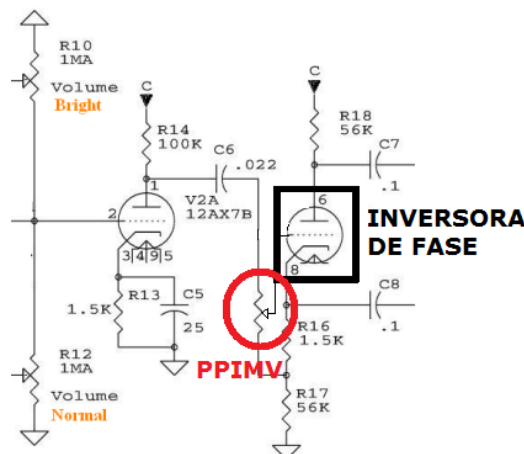 R10
1MA
Volume
Bright
C
R14
100K
C6
.022
1
2
V2A
12AX7B
3 4 9 5
R13
1.5K
C5
25
R12
1MA
Volume
Normal
PPIMV
C
R18
56K
C7
.1
6
INVERSORA
DE FASE
8
C8
.1
R16
1.5K
R17
56K